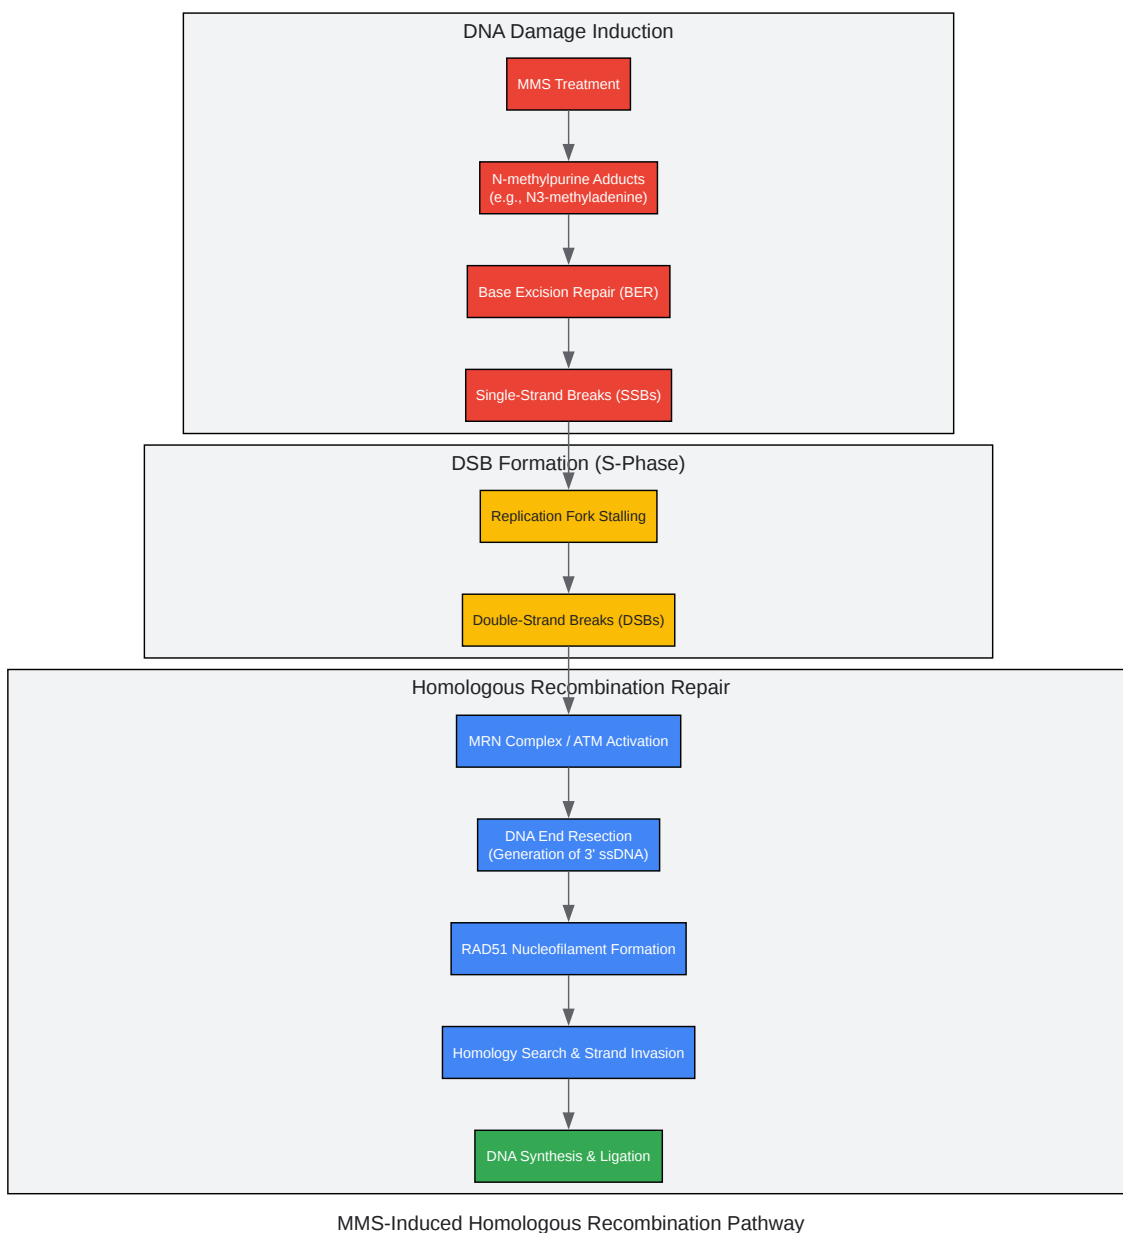 DNA Damage Induction
MMS Treatment
N-methylpurine Adducts
(e.g., N3-methyladenine)
Base Excision Repair (BER)
Single-Strand Breaks (SSBs)
DSB Formation (S-Phase)
Replication Fork Stalling
Double-Strand Breaks (DSBs)
Homologous Recombination Repair
MRN Complex / ATM Activation
DNA End Resection
(Generation of 3' ssDNA)
RAD51 Nucleofilament Formation
Homology Search & Strand Invasion
DNA Synthesis & Ligation
MMS-Induced Homologous Recombination Pathway